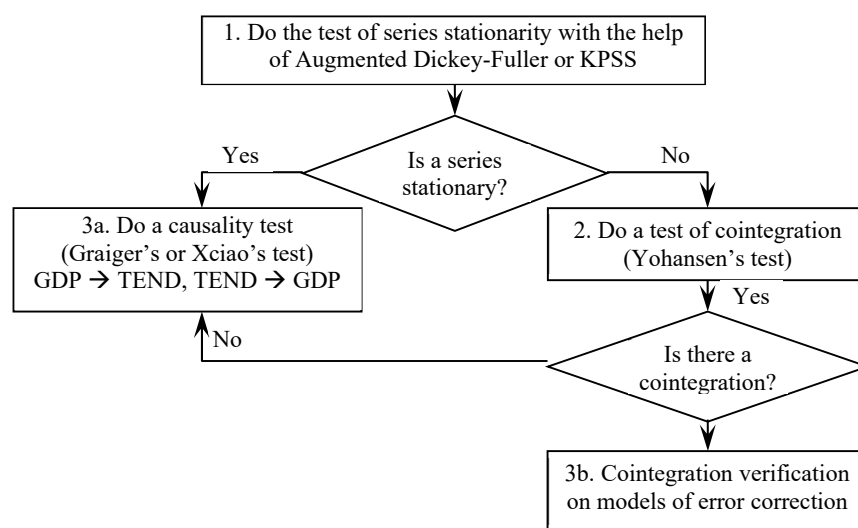 1. Do the test of series stationarity with the help
of Augmented Dickey-Fuller or KPSS
Yes
Is a series
stationary?
No
3a. Do a causality test
(Graiger’s or Xciao’s test)
GDP → TEND, TEND → GDP
2. Do a test of cointegration
(Yohansen’s test)
Yes
No
Is there a
cointegration?
3b. Cointegration verification
on models of error correction